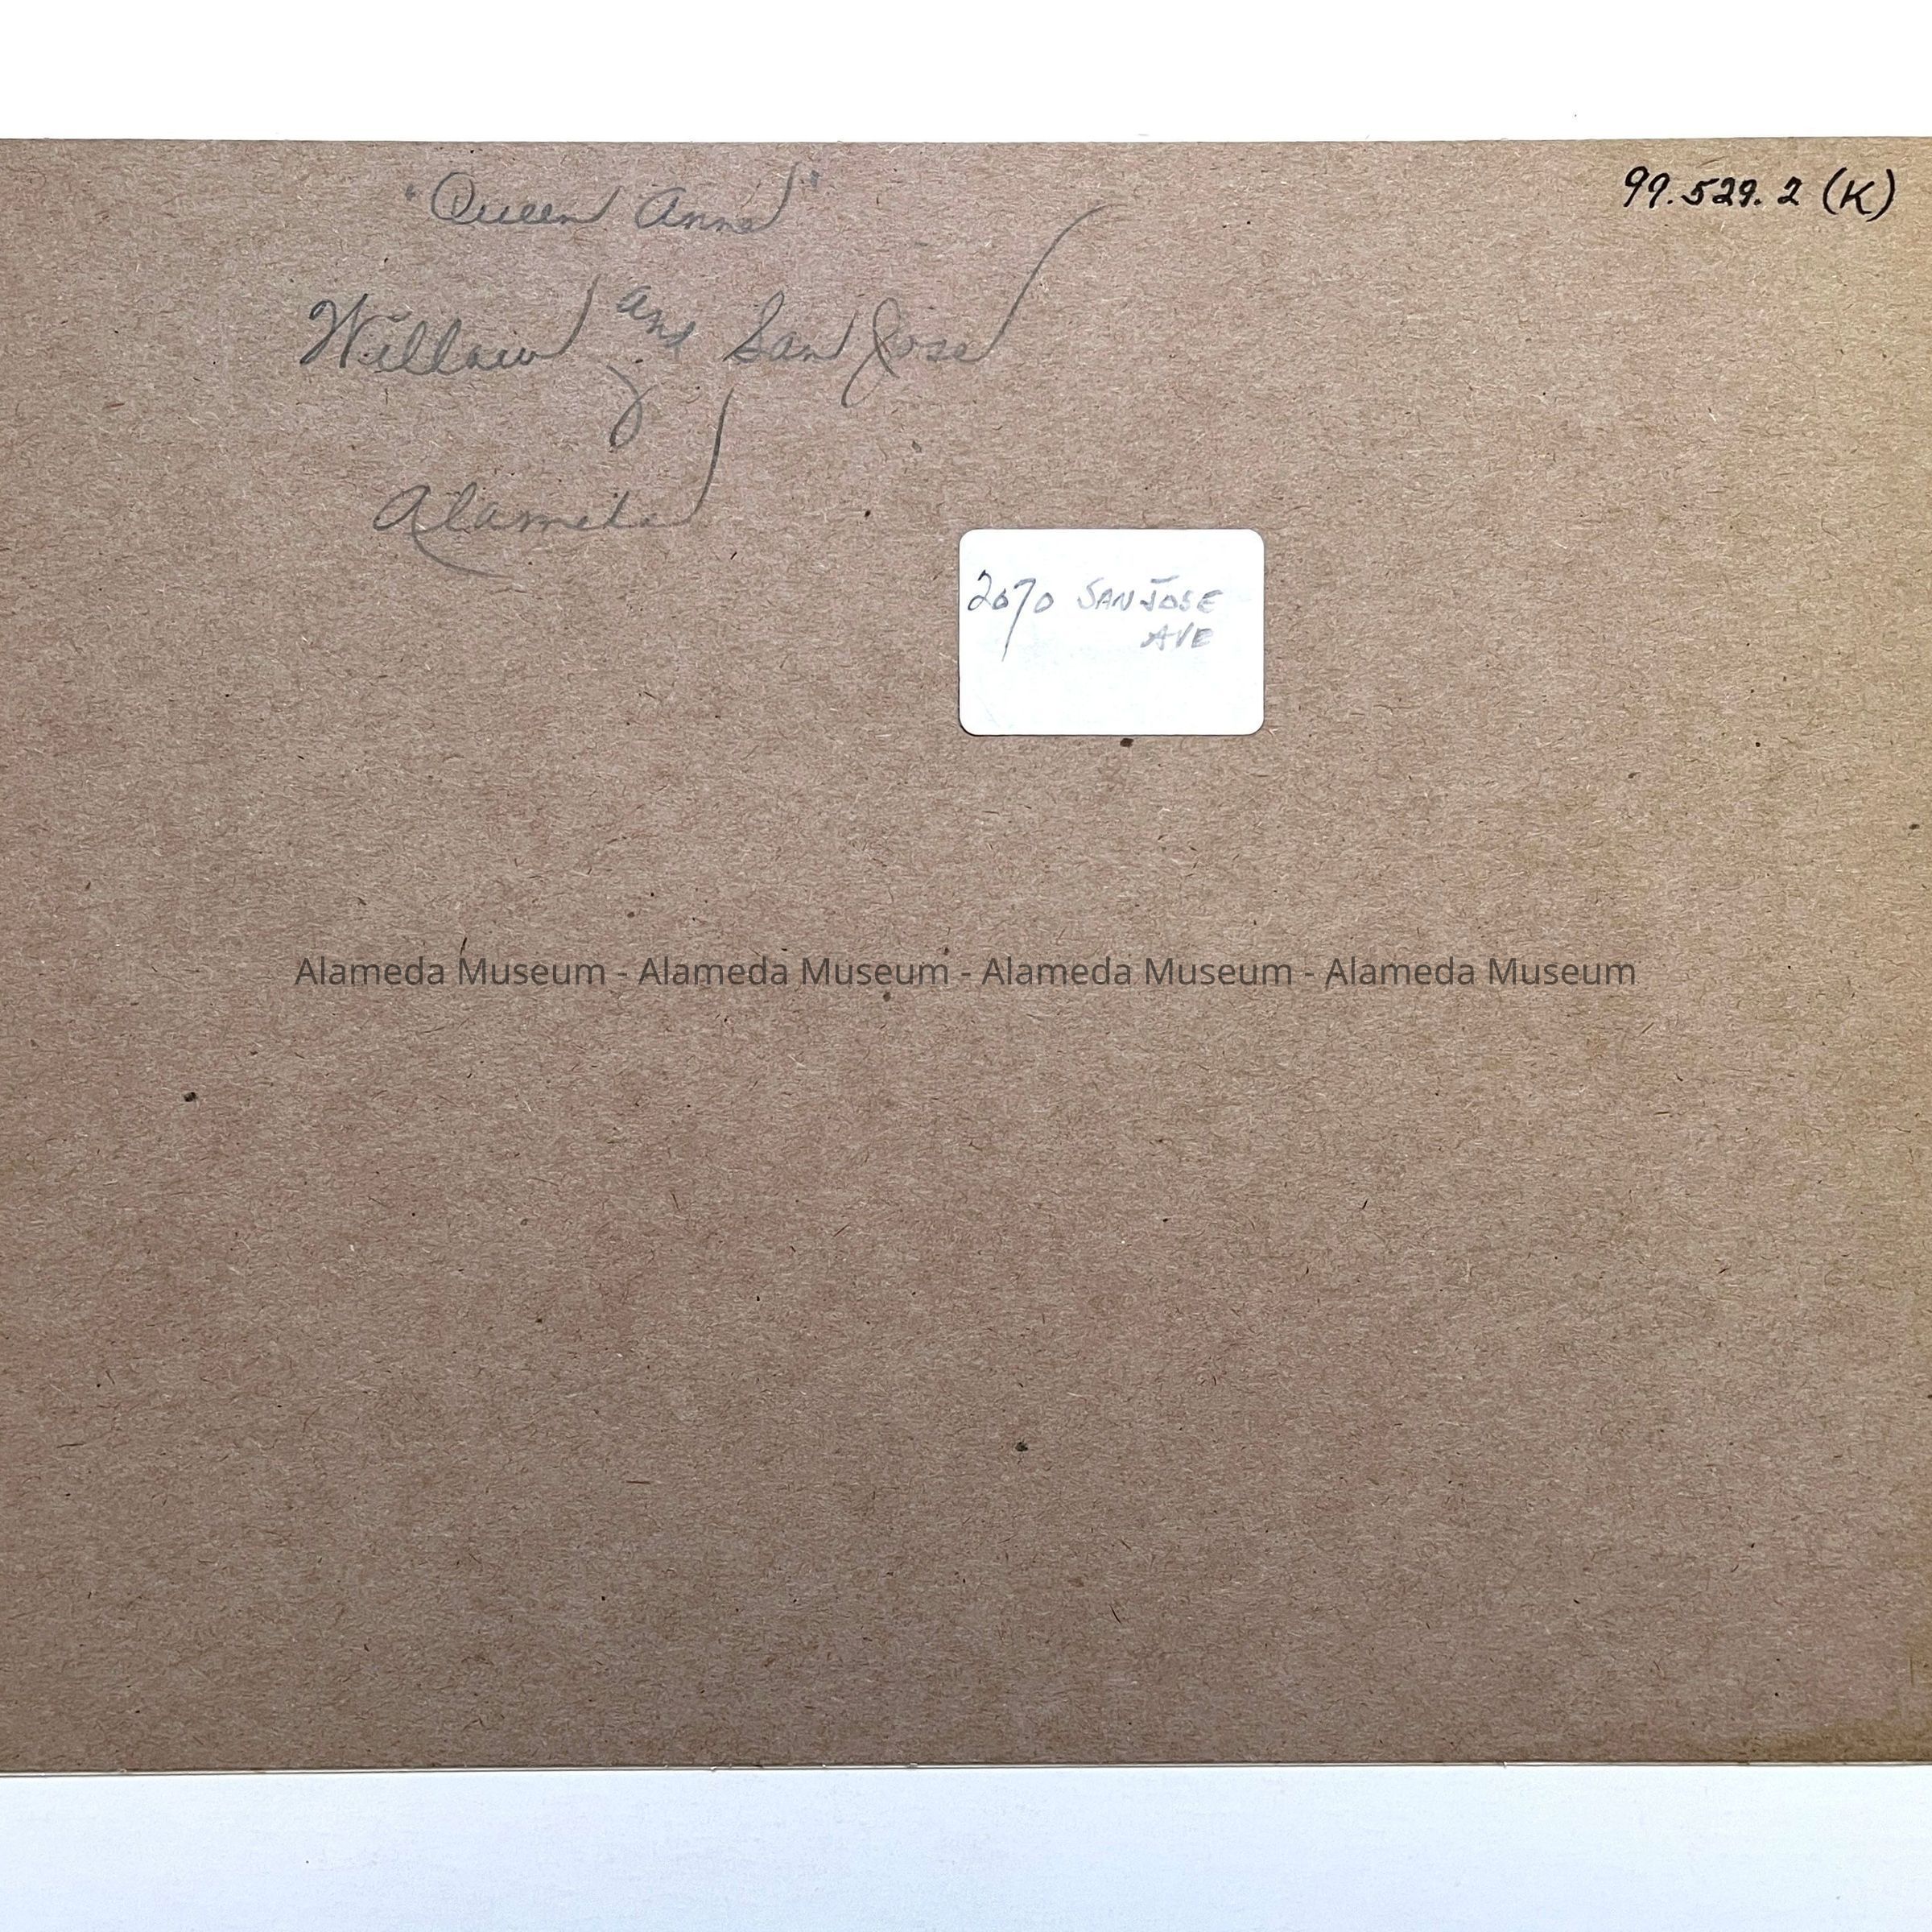 "Queen Anne"
99.529.2 (K)
Willow and San Jose
Alameda
2070 SAN JOSE
AVE
Alameda Museum - Alameda Museum - Alameda Museum - Alameda Museum